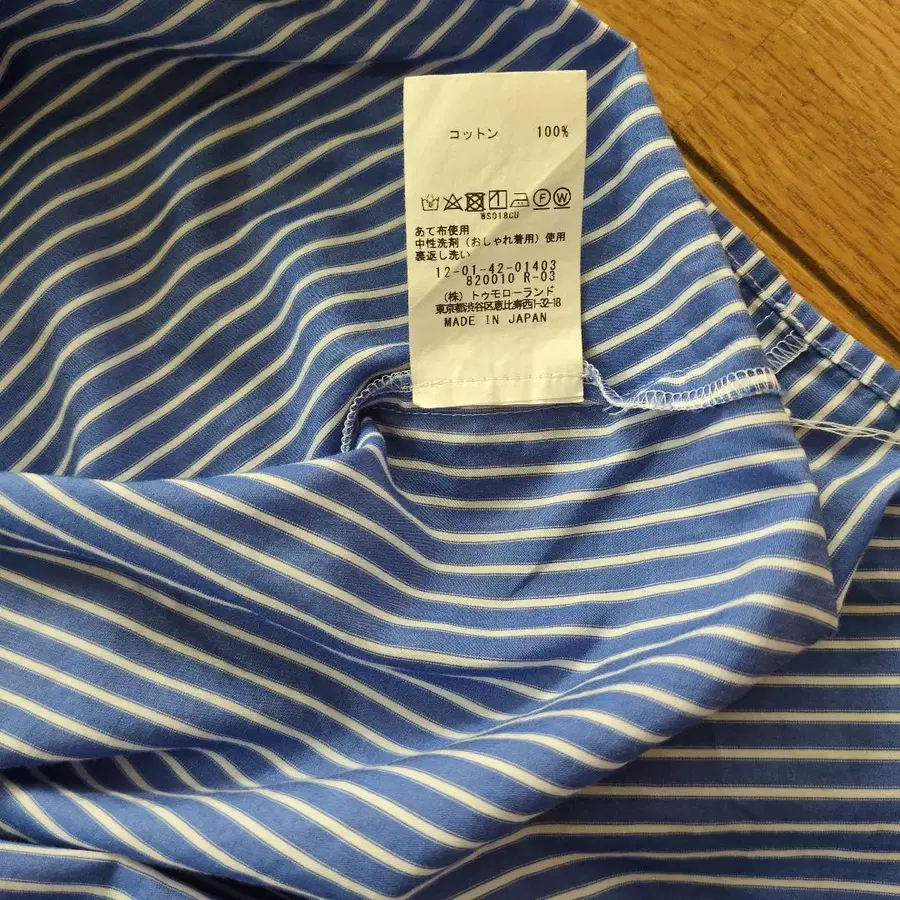 コットン 100%
WS018CU
あて布使用
中性洗剤（おしゃれ着用）使用
裏返し洗い
12-01-42-01403
820010 R-03
（株）トゥモローランド
東京都渋谷区恵比寿西1-32-18
MADE IN JAPAN